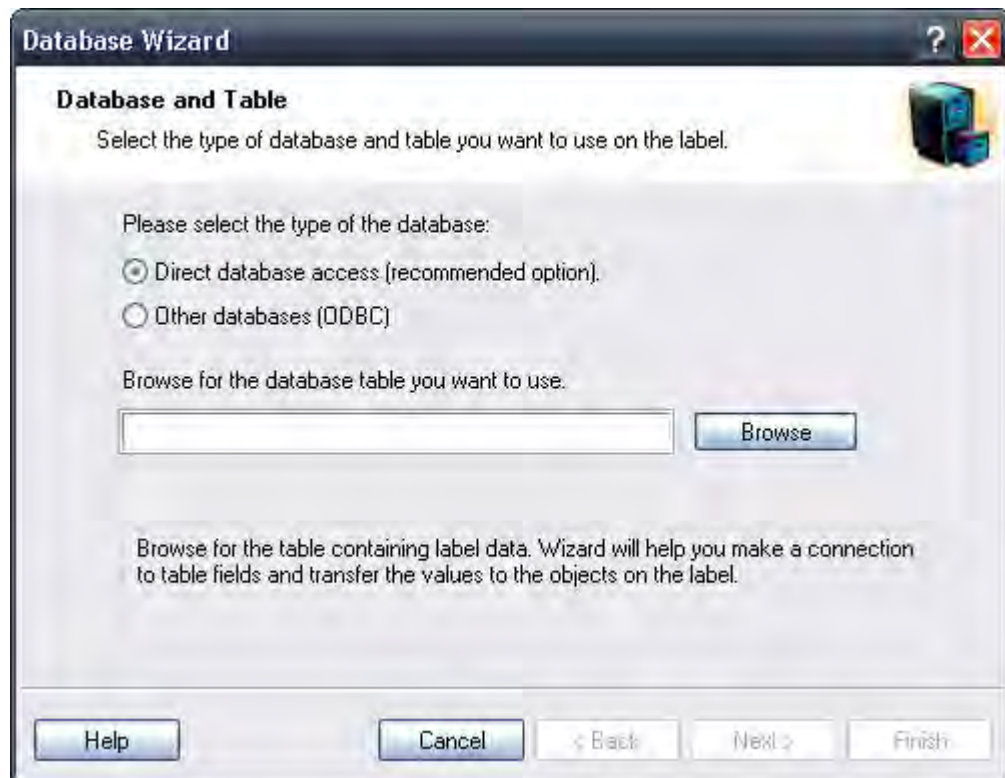 Database Wizard
?
Database and Table
Select the type of database and table you want to use on the label.
Please select the type of the database:
Direct database access (recommended option).
Other databases (ODBC)
Browse for the database table you want to use.
Browse
Browse for the table containing label data. Wizard will help you make a connection
to table fields and transfer the values to the objects on the label.
Help
Cancel
< Back
Next >
Finish